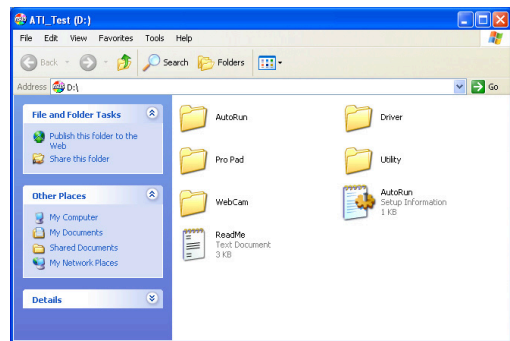 ATI_Test (D:)
File Edit View Favorites Tools Help
Back Search Folders
Address D:\ Go
File and Folder Tasks
Publish this folder to the
Web
Share this folder
Other Places
My Computer
My Documents
Shared Documents
My Network Places
Details
AutoRun
Driver
Pro Pad
Utility
WebCam
AutoRun
Setup Information
1 KB
ReadMe
Text Document
3 KB